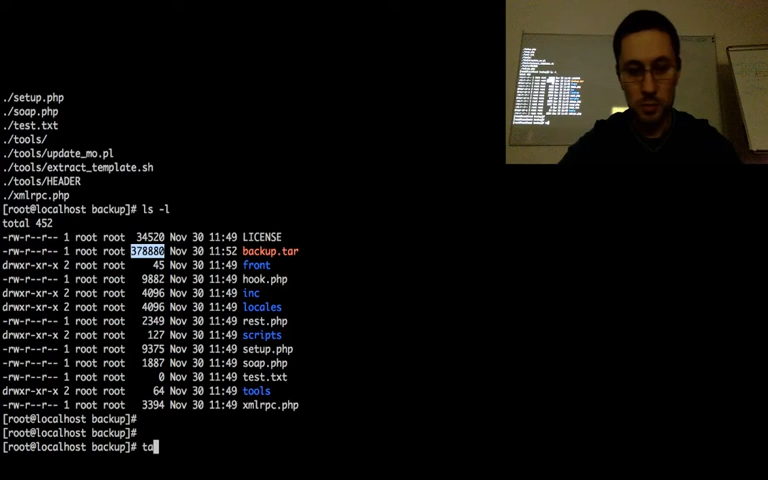 ./setup.php
./soap.php
./test.txt
./tools/
./tools/update_mo.pl
./tools/extract_template.sh
./tools/HEADER
./xmlrpc.php
[root@localhost backup]# ls -l
total 452
-rw-r--r-- 1 root root 34520 Nov 30 11:49 LICENSE
-rw-r--r-- 1 root root 378880 Nov 30 11:52 backup.tar
drwxr-xr-x 2 root root 45 Nov 30 11:49 front
-rw-r--r-- 1 root root 9882 Nov 30 11:49 hook.php
drwxr-xr-x 2 root root 4096 Nov 30 11:49 inc
drwxr-xr-x 2 root root 4096 Nov 30 11:49 locales
-rw-r--r-- 1 root root 2349 Nov 30 11:49 rest.php
drwxr-xr-x 2 root root 127 Nov 30 11:49 scripts
-rw-r--r-- 1 root root 9375 Nov 30 11:49 setup.php
-rw-r--r-- 1 root root 1887 Nov 30 11:49 soap.php
-rw-r--r-- 1 root root 0 Nov 30 11:49 test.txt
drwxr-xr-x 2 root root 64 Nov 30 11:49 tools
-rw-r--r-- 1 root root 3394 Nov 30 11:49 xmlrpc.php
[root@localhost backup]#
[root@localhost backup]#
[root@localhost backup]# ta